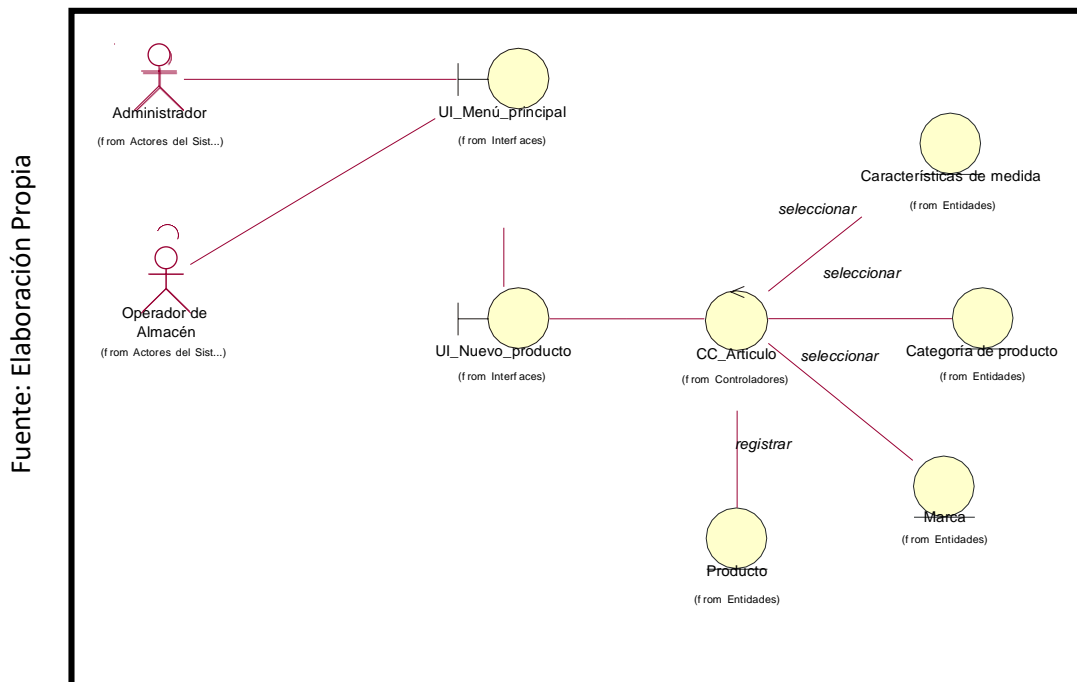 Fuente: Elaboración Propia
Administrador
(from Actores del Sist...)
UI_Menú_principal
(from Interfaces)
Características de medida
(from Entidades)
seleccionar
seleccionar
Operador de
Almacén
(from Actores del Sist...)
UI_Nuevo_producto
(from Interfaces)
CC_Artículo
(from Controladores)
seleccionar
Categoría de producto
(from Entidades)
registrar
Marca
(from Entidades)
Producto
(from Entidades)